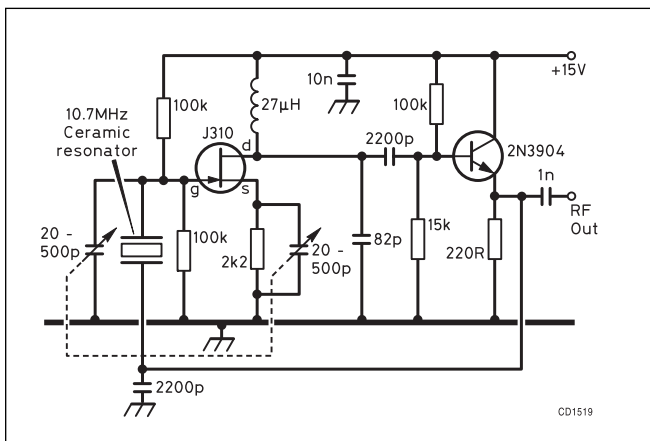 +15V
10n
10.7MHz
Ceramic
resonator
100k
27µH
J310
d
g
s
100k
2200p
2N3904
1n
RF
Out
20 -
500p
100k
2k2
20 -
500p
82p
15k
220R
2200p
CD1519